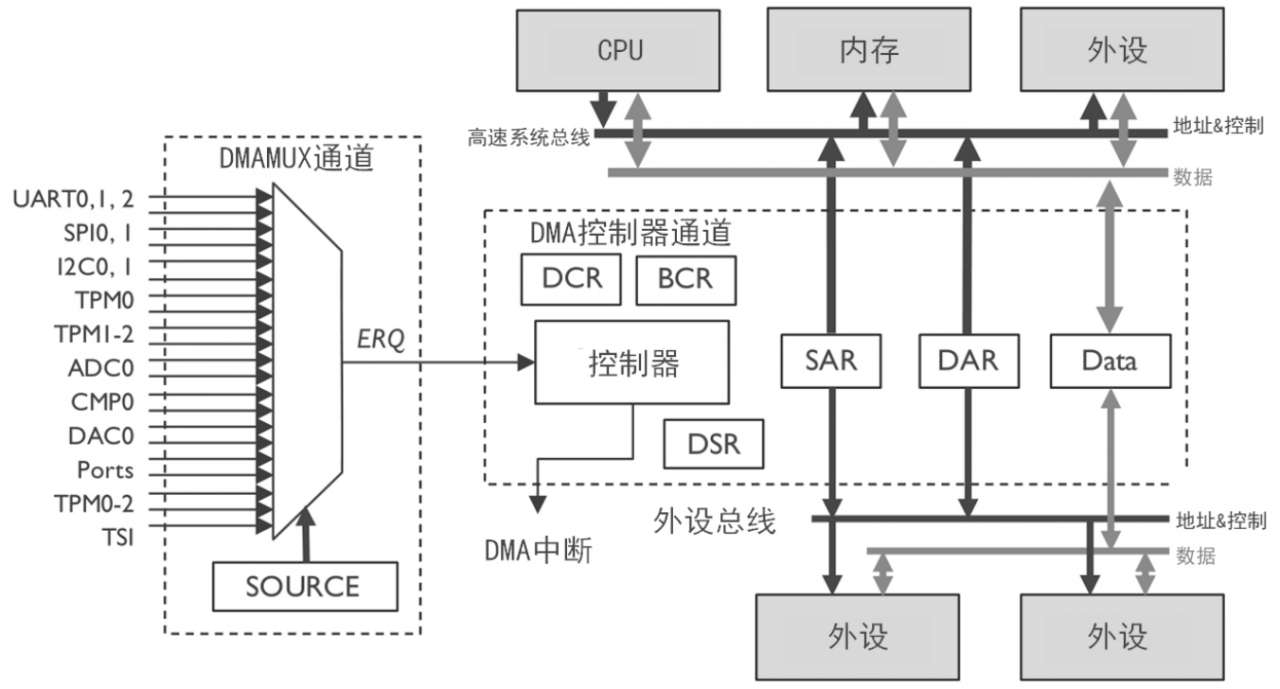 CPU
内存
外设
高速系统总线
地址&控制
数据
DMAMUX通道
UART0,1, 2
SPI0, 1
I2C0, 1
TPM0
TPM1-2
ADC0
CMP0
DAC0
Ports
TPM0-2
TSI
SOURCE
ERQ
DMA控制器通道
DCR
BCR
控制器
DSR
SAR
DAR
Data
DMA中断
外设总线
地址&控制
数据
外设
外设